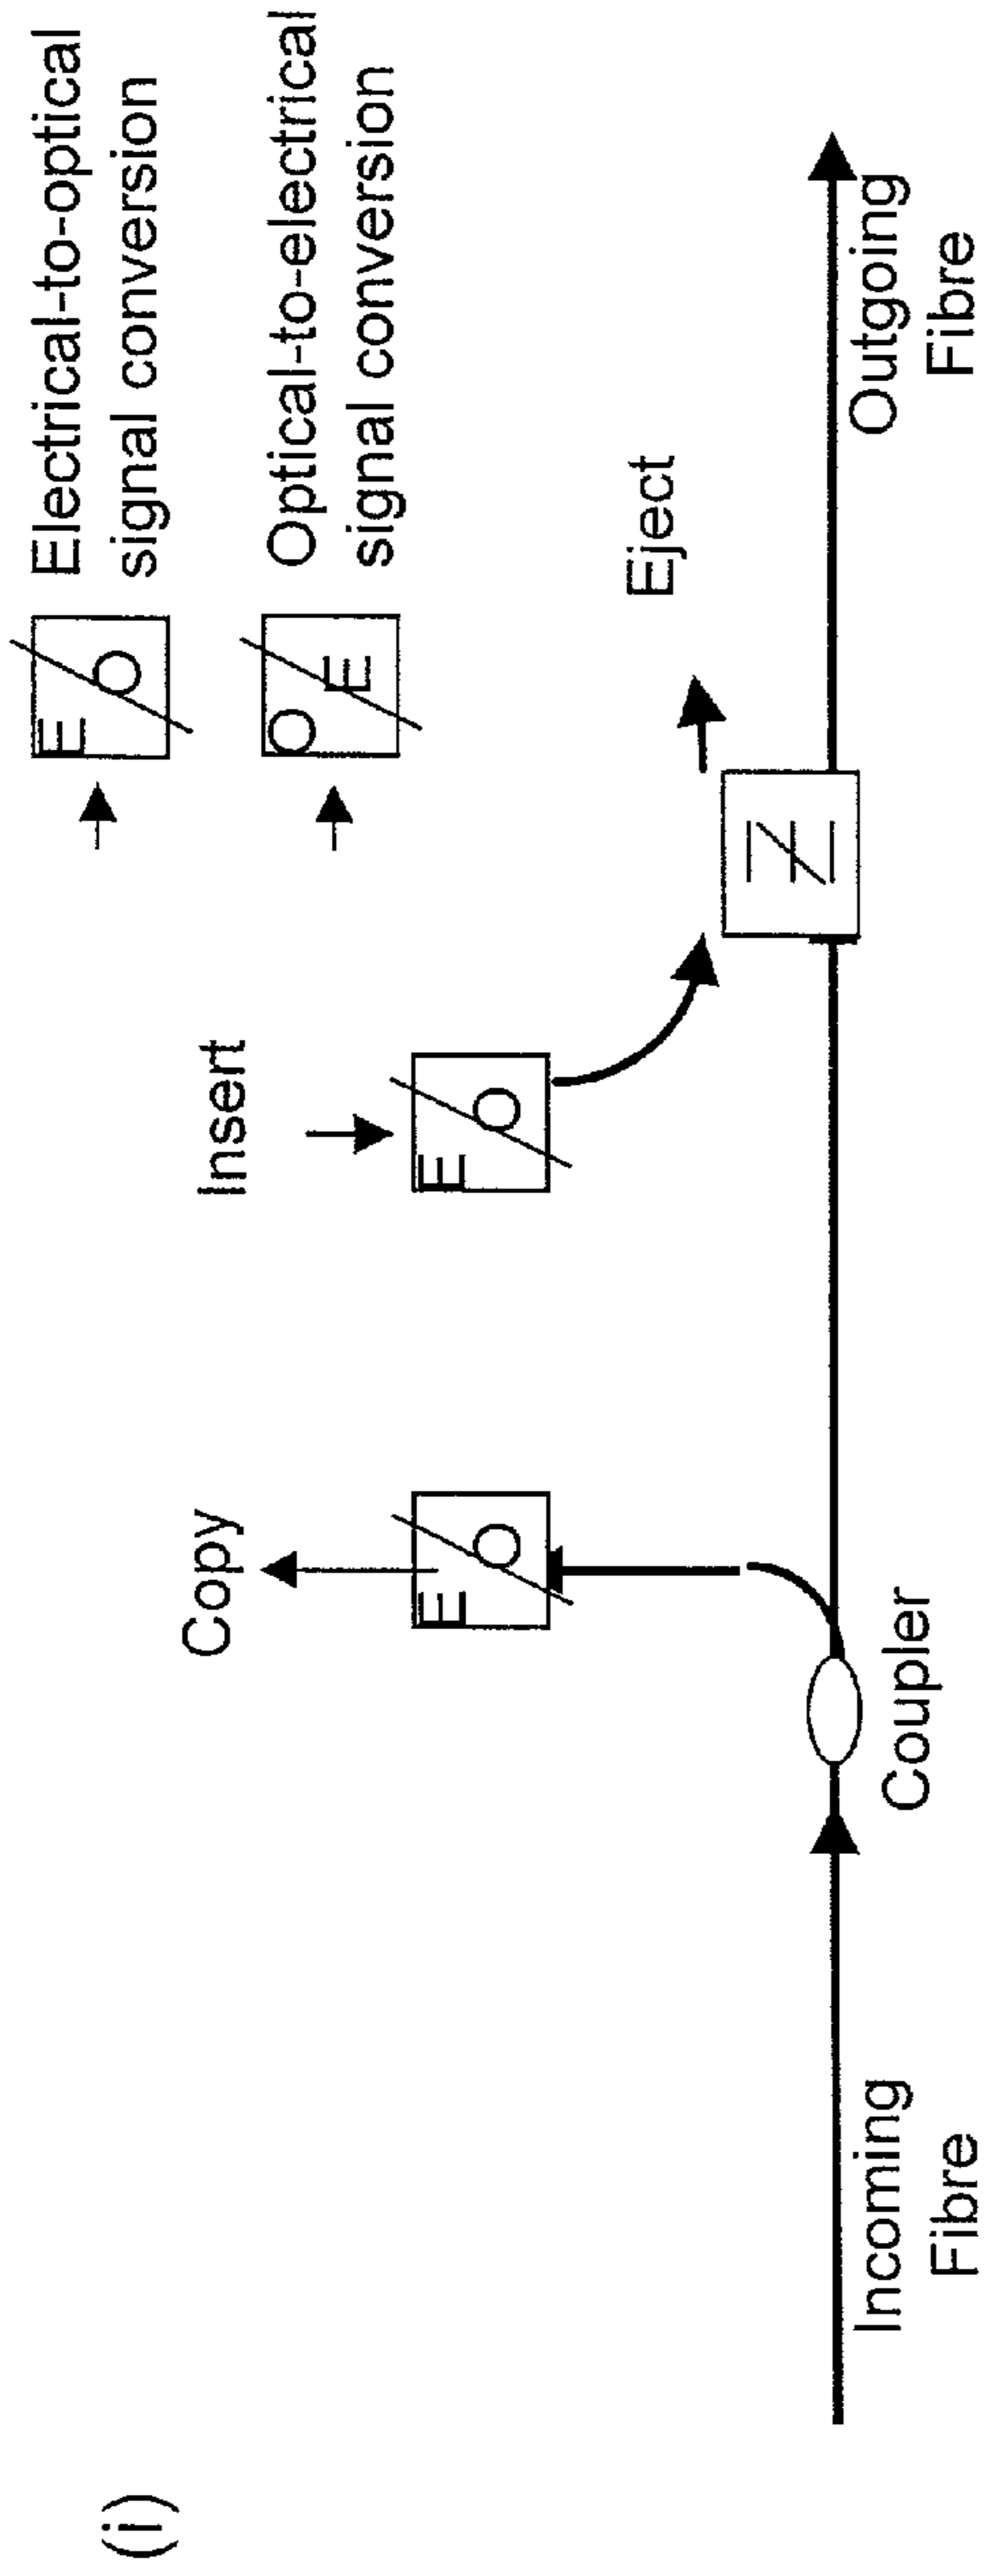 (i)
E
O
Electrical-to-optical
signal conversion
O
E
Optical-to-electrical
signal conversion
Copy
E
O
Insert
E
O
Eject
Incoming
Fibre
Coupler
Outgoing
Fibre